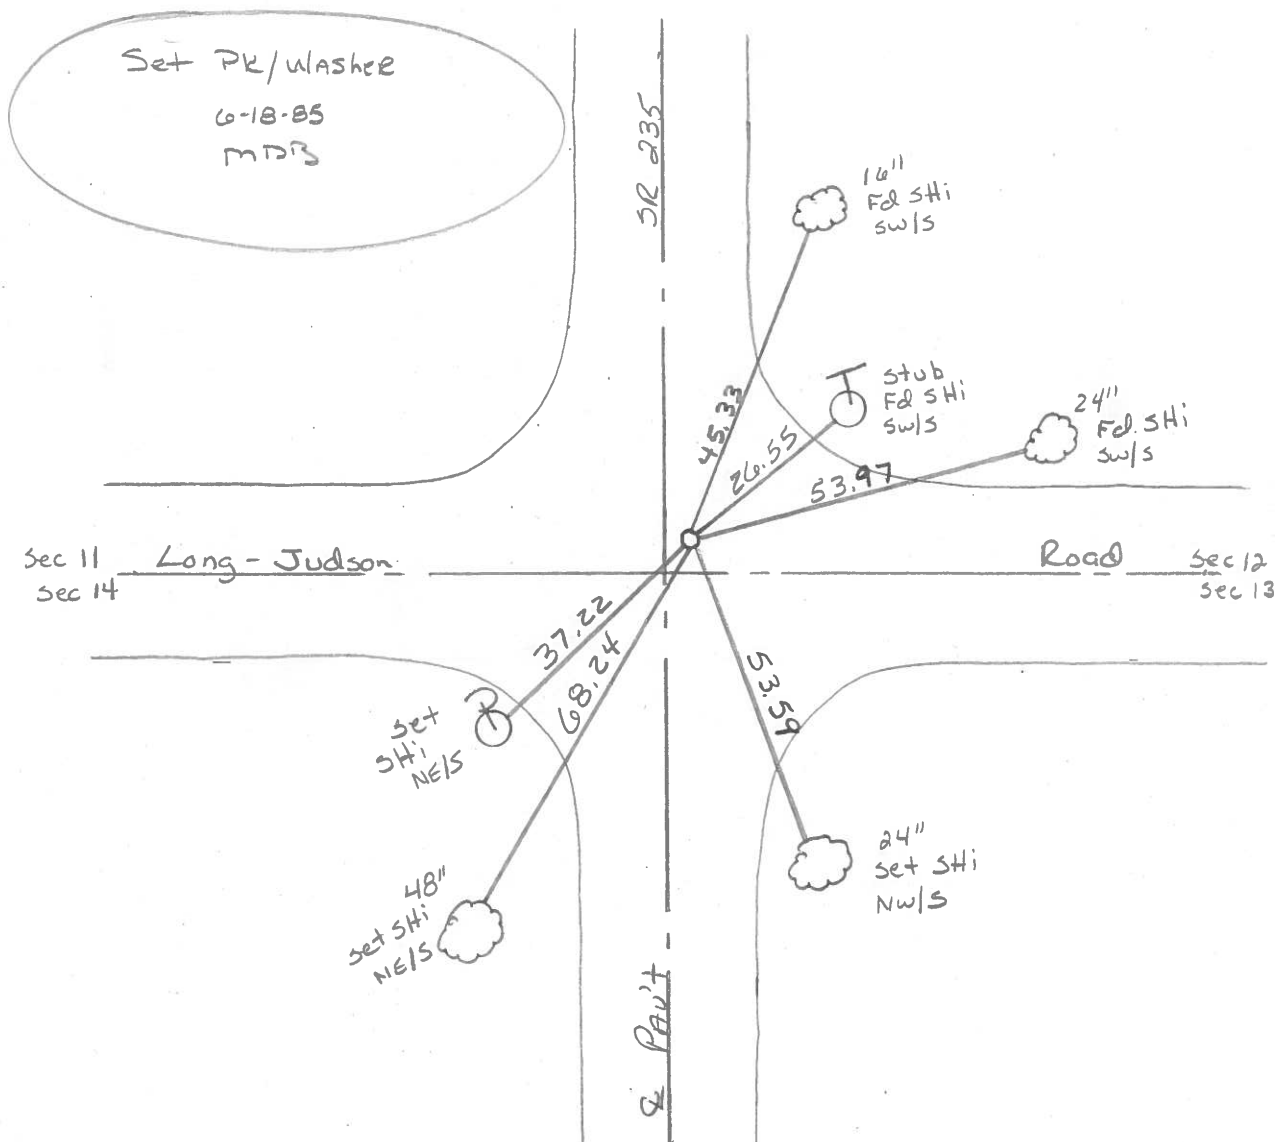 Set PK/WASHER
6-18-85
MDB
SR 235
16"
Fd SHi
SW/S
stub
Fd SHi
SW/S
24"
Fd. SHi
SW/S
45.33
26.55
53.97
Sec 11 Long - Judson Road Sec 12
Sec 14 Sec 13
37.22
68.24
53.59
set
SHi
NE/S
P
48"
set SHi
NE/S
24"
set SHi
NW/S
℄ PAV't